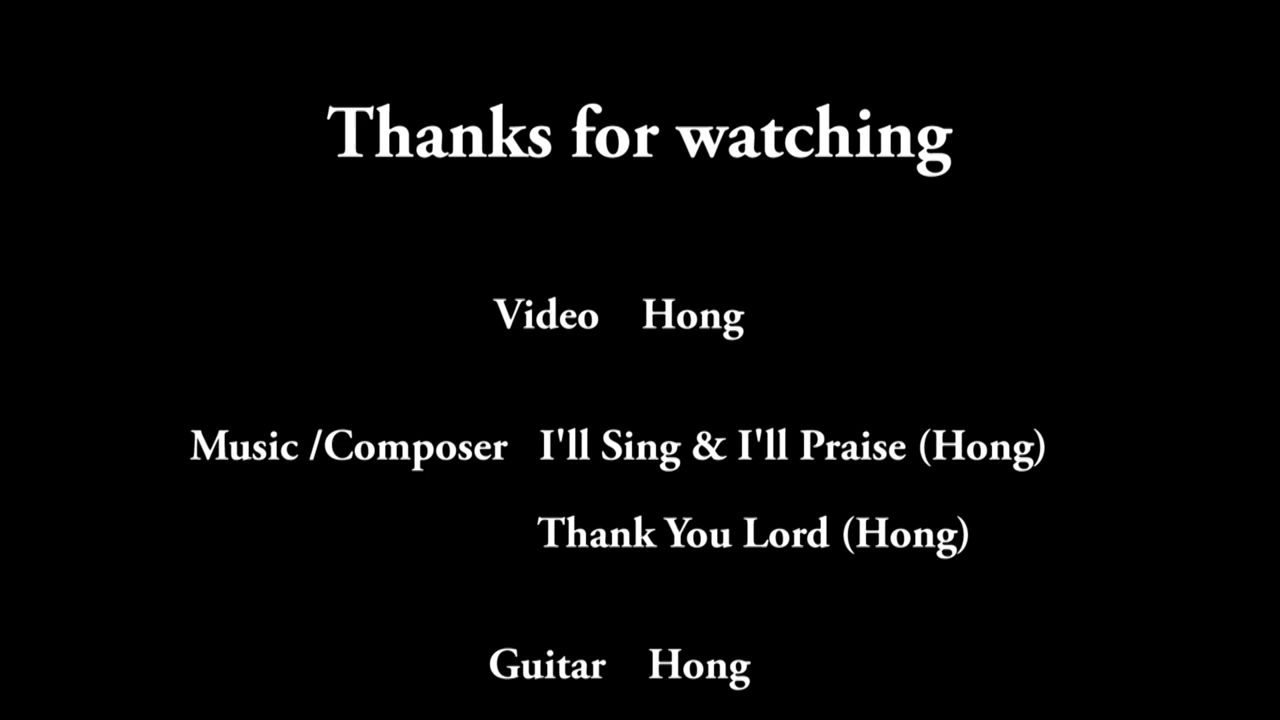 Thanks for watching
Video Hong
Music /Composer I'll Sing & I'll Praise (Hong)
Thank You Lord (Hong)
Guitar Hong